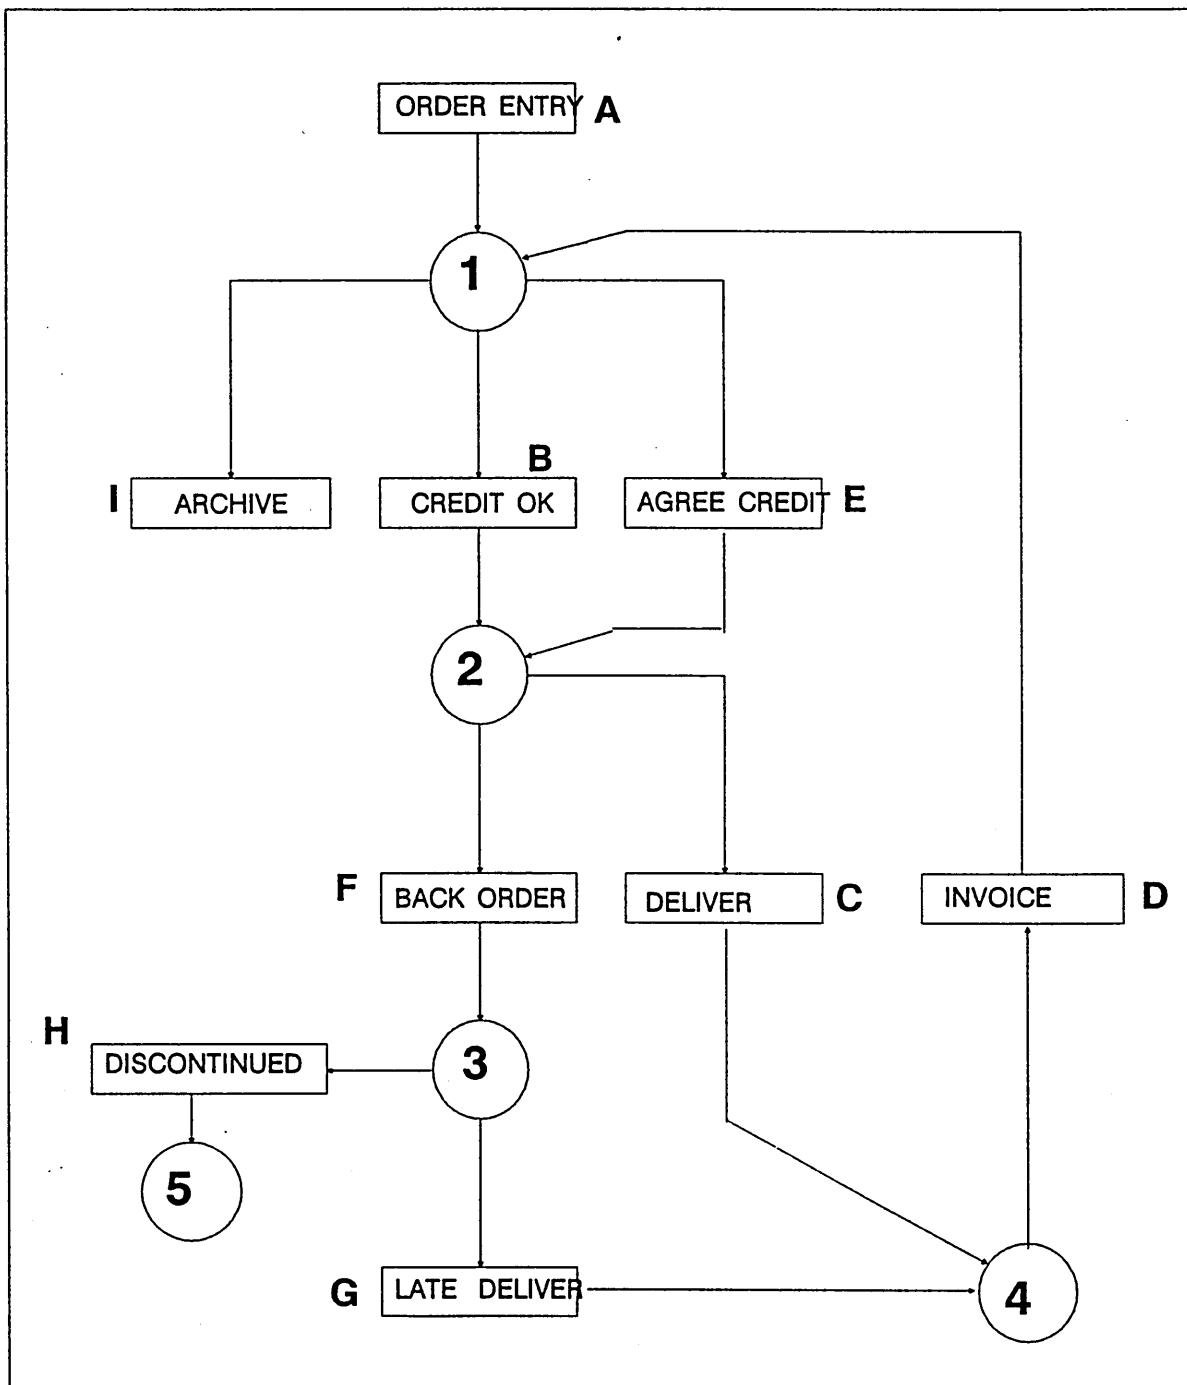 ORDER ENTRY A
1
B
I ARCHIVE CREDIT OK AGREE CREDIT E
2
F BACK ORDER DELIVER C INVOICE D
H
DISCONTINUED 3
5
G LATE DELIVER 4